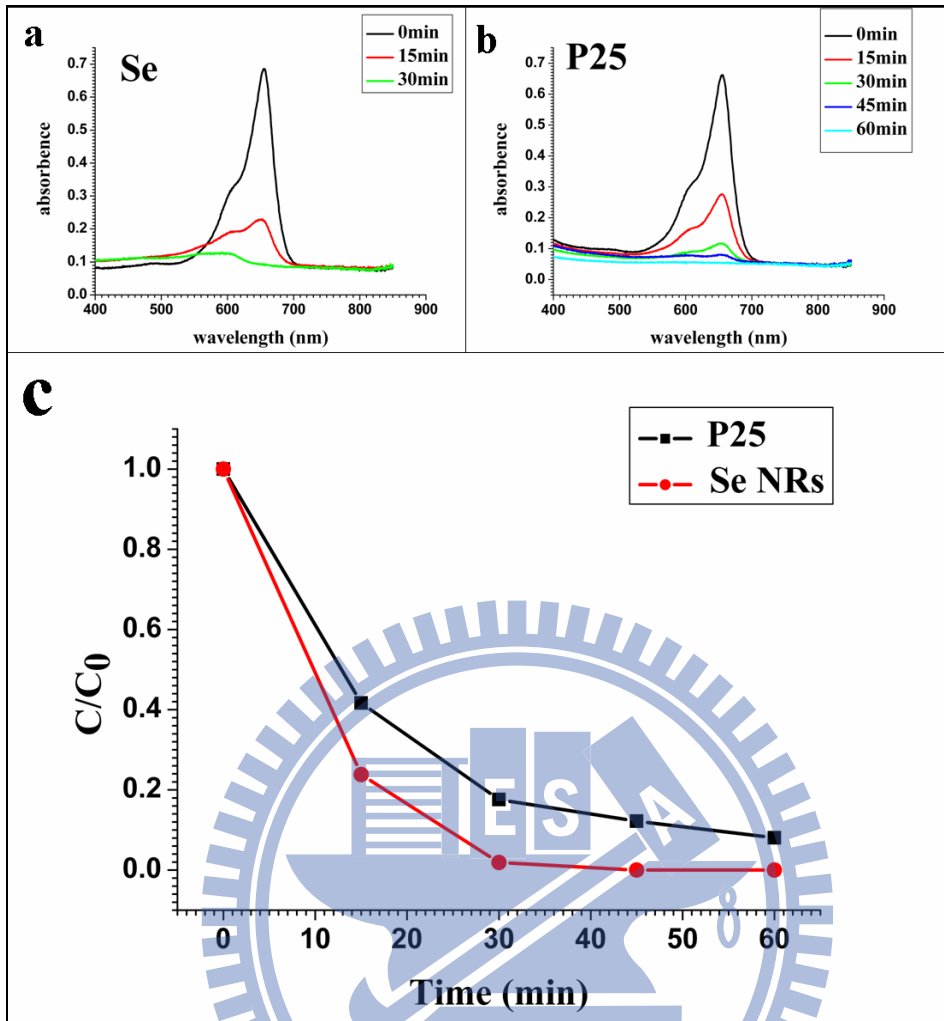 a
Se
0min
15min
30min
0.7
0.6
0.5
0.4
0.3
0.2
0.1
0.0
absorbence
400 500 600 700 800 900
wavelength (nm)
b
P25
0min
15min
30min
45min
60min
0.7
0.6
0.5
0.4
0.3
0.2
0.1
0.0
absorbence
400 500 600 700 800 900
wavelength (nm)
c
P25
Se NRs
1.0
0.8
0.6
0.4
0.2
0.0
C/C0
0 10 20 30 40 50 60
Time (min)
E S A
8